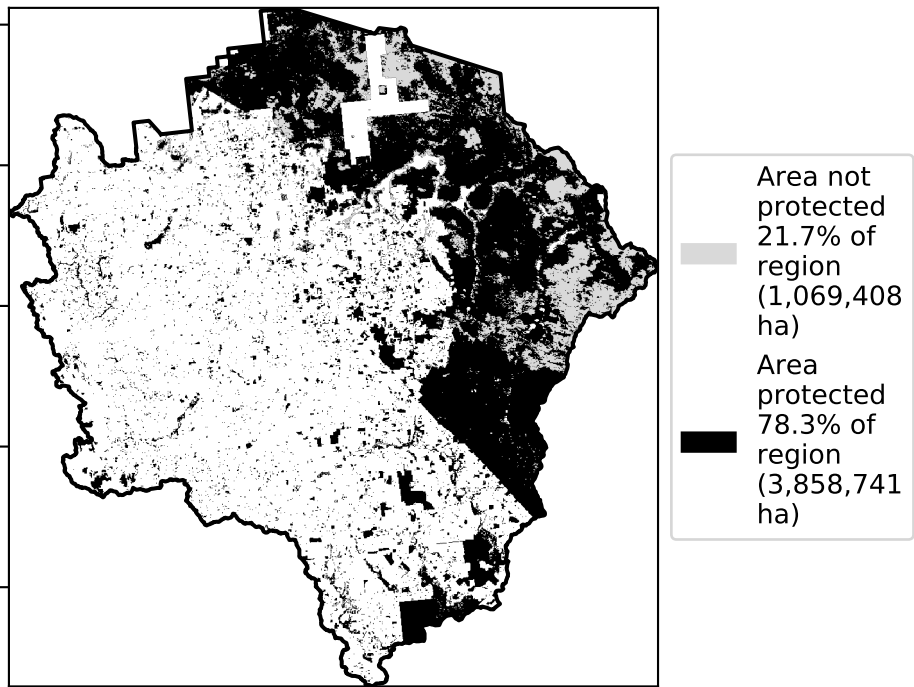 Area not
protected
21.7% of
region
(1,069,408
ha)
Area
protected
78.3% of
region
(3,858,741
ha)